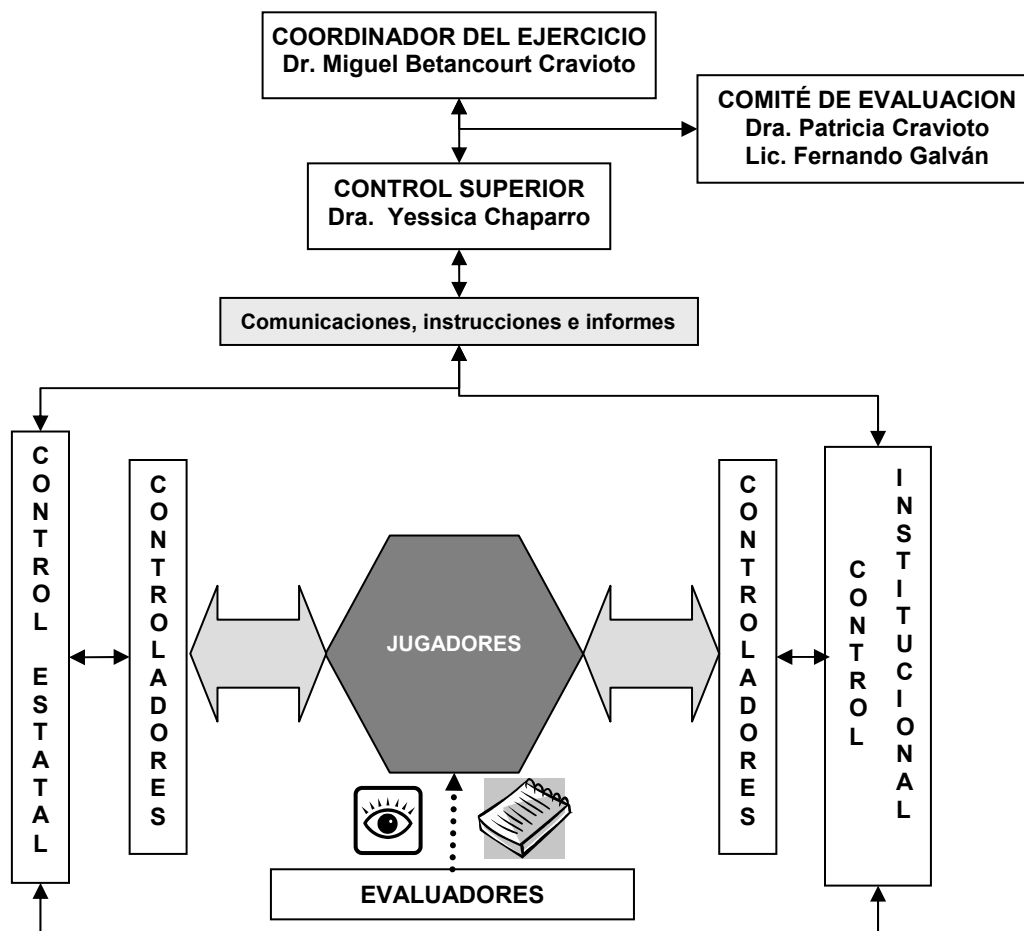 COORDINADOR DEL EJERCICIO
Dr. Miguel Betancourt Cravioto
COMITÉ DE EVALUACION
Dra. Patricia Cravioto
Lic. Fernando Galván
CONTROL SUPERIOR
Dra. Yessica Chaparro
Comunicaciones, instrucciones e informes
CONTROL ESTATAL
CONTROLADORES
JUGADORES
CONTROLADORES
CONTROL
INSTITUCIONAL
EVALUADORES